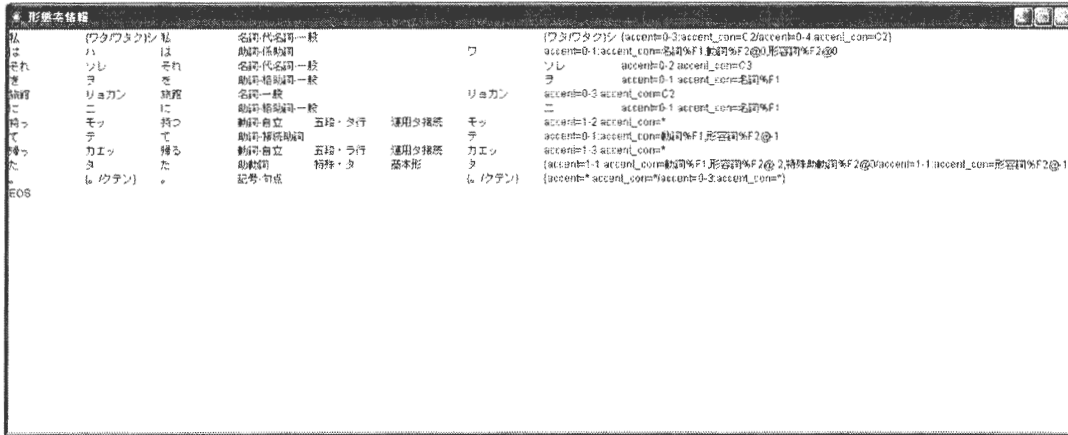 形態素情報
私 {ワタ/ワタク}シ 私 名詞-代名詞-一般 {ワタ/ワタク}シ {accent=0-3:accent_con=C2/accent=0-4 accent_con=C2}
は ハ は 助詞-係助詞 ワ accent=0-1:accent_con=名詞%F1,動詞%F2@0,形容詞%F2@0
それ ソレ それ 名詞-代名詞-一般 ソレ accent=0-2 accent_con=C3
を ヲ を 助詞-格助詞-一般 ヲ accent=0-1 accent_con=名詞%F1
旅館 リョカン 旅館 名詞-一般 リョカン accent=0-3 accent_con=C2
に ニ に 助詞-格助詞-一般 ニ accent=0-1 accent_con=名詞%F1
持っ モッ 持つ 動詞-自立 五段・タ行 連用タ接続 モッ accent=1-2 accent_con=*
て テ て 助詞-接続助詞 テ accent=0-1:accent_con=動詞%F1,形容詞%F2@-1
帰っ カエッ 帰る 動詞-自立 五段・ラ行 連用タ接続 カエッ accent=1-3 accent_con=*
た タ た 助動詞 特殊・タ 基本形 タ {accent=1-1 accent_con=動詞%F1,形容詞%F2@-2,特殊助動詞%F2@0/accent=1-1:accent_con=形容詞%F2@-1
。 {。/クテン} 。 記号-句点 {。/クテン} {accent=* accent_con=*/accent=0-3:accent_con=*}
EOS